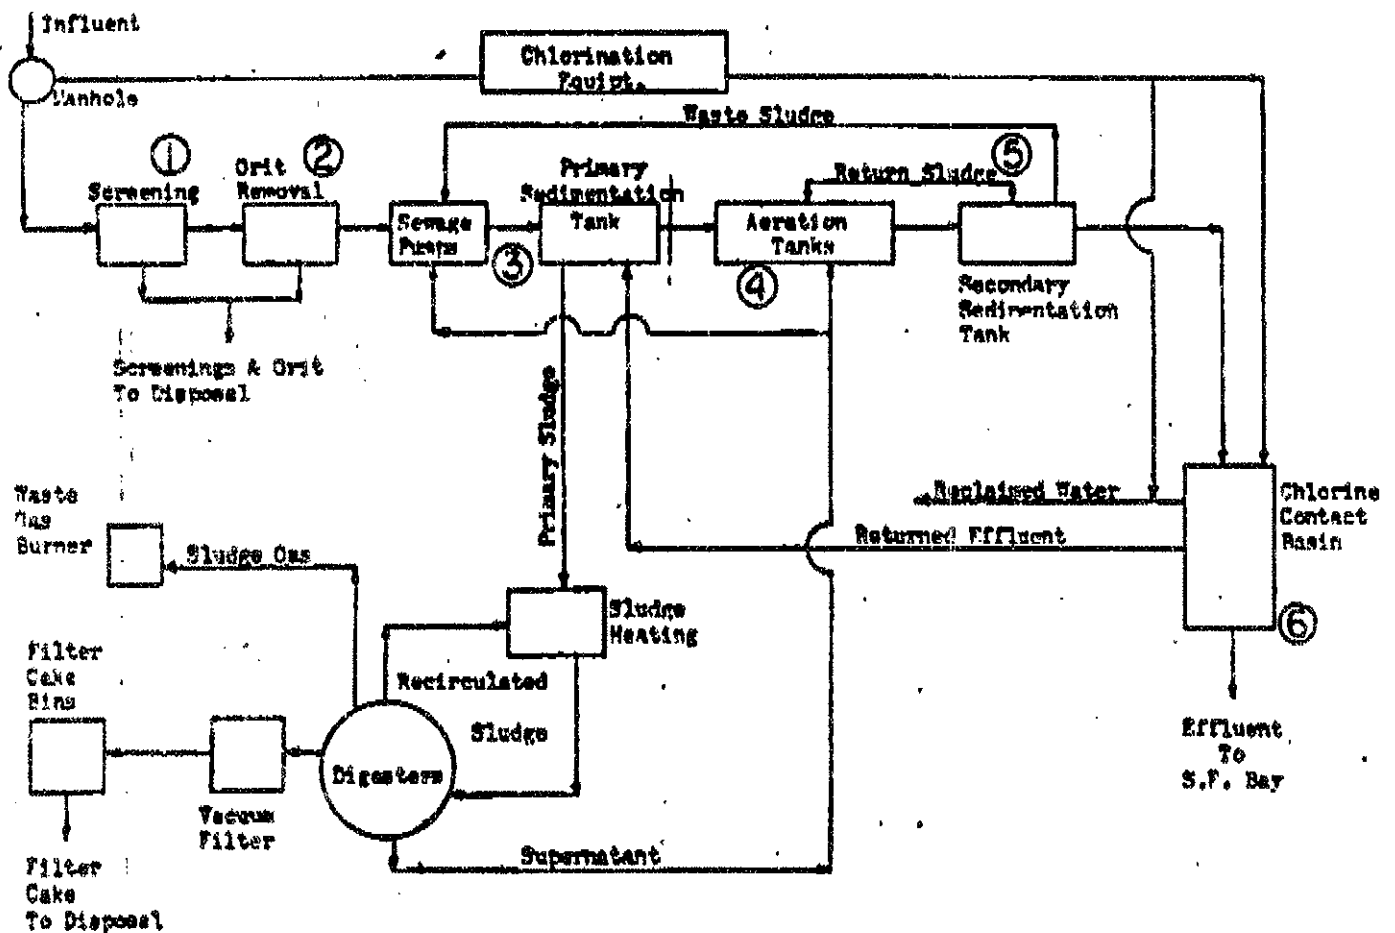 Influent
Manhole
Chlorination
Equipt.
Waste Sludge
①
Screening
②
Grit
Removal
Sewage
Pumps
③
Primary
Sedimentation
Tank
Return Sludge
⑤
Aeration
Tanks
④
Secondary
Sedimentation
Tank
Screenings & Grit
To Disposal
Primary Sludge
Reclaimed Water
Returned Effluent
Chlorine
Contact
Basin
⑥
Effluent
To
S.F. Bay
Waste
Gas
Burner
Sludge Gas
Sludge
Heating
Recirculated
Sludge
Filter
Cake
Bins
Digesters
Vacuum
Filter
Supernatant
Filter
Cake
To Disposal